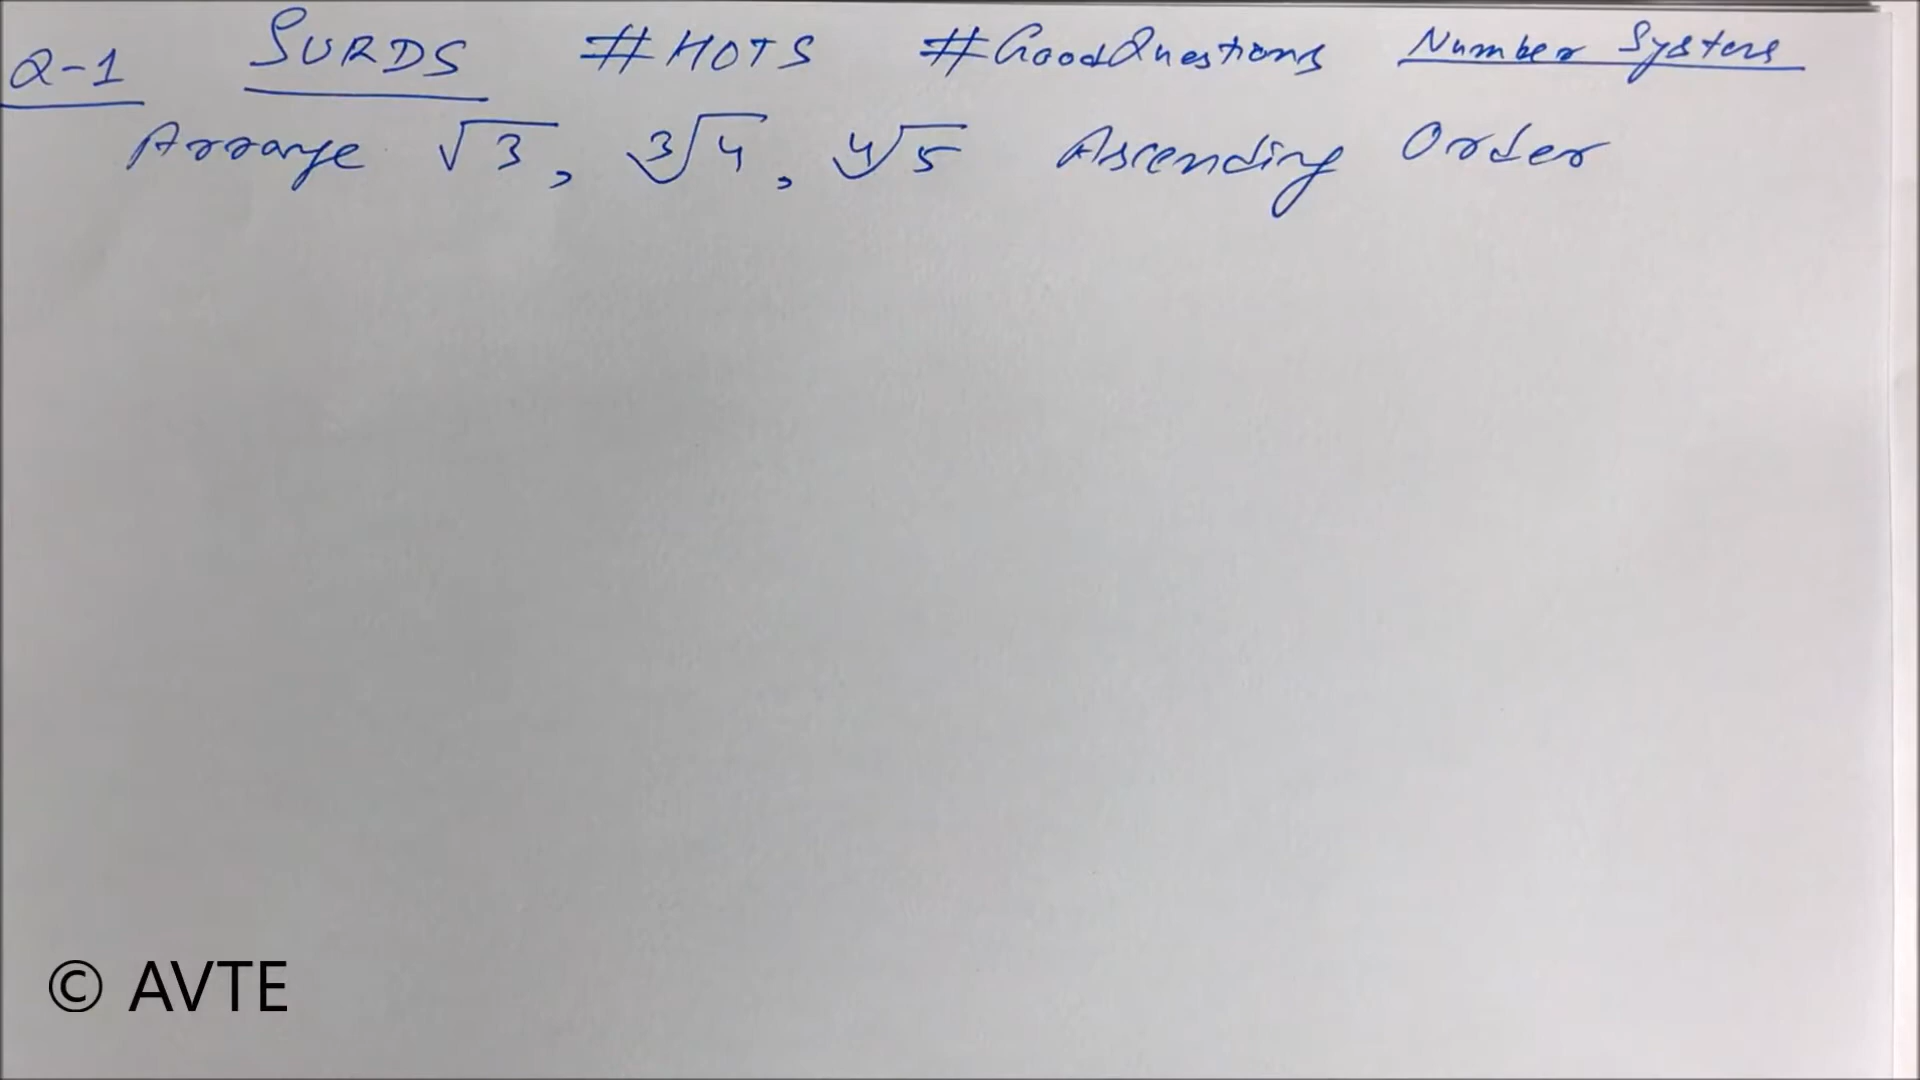 Q-1 SURDS #HOTS #GoodQuestions Number System
Arrange √3, ∛4, ∜5 Ascending Order
© AVTE